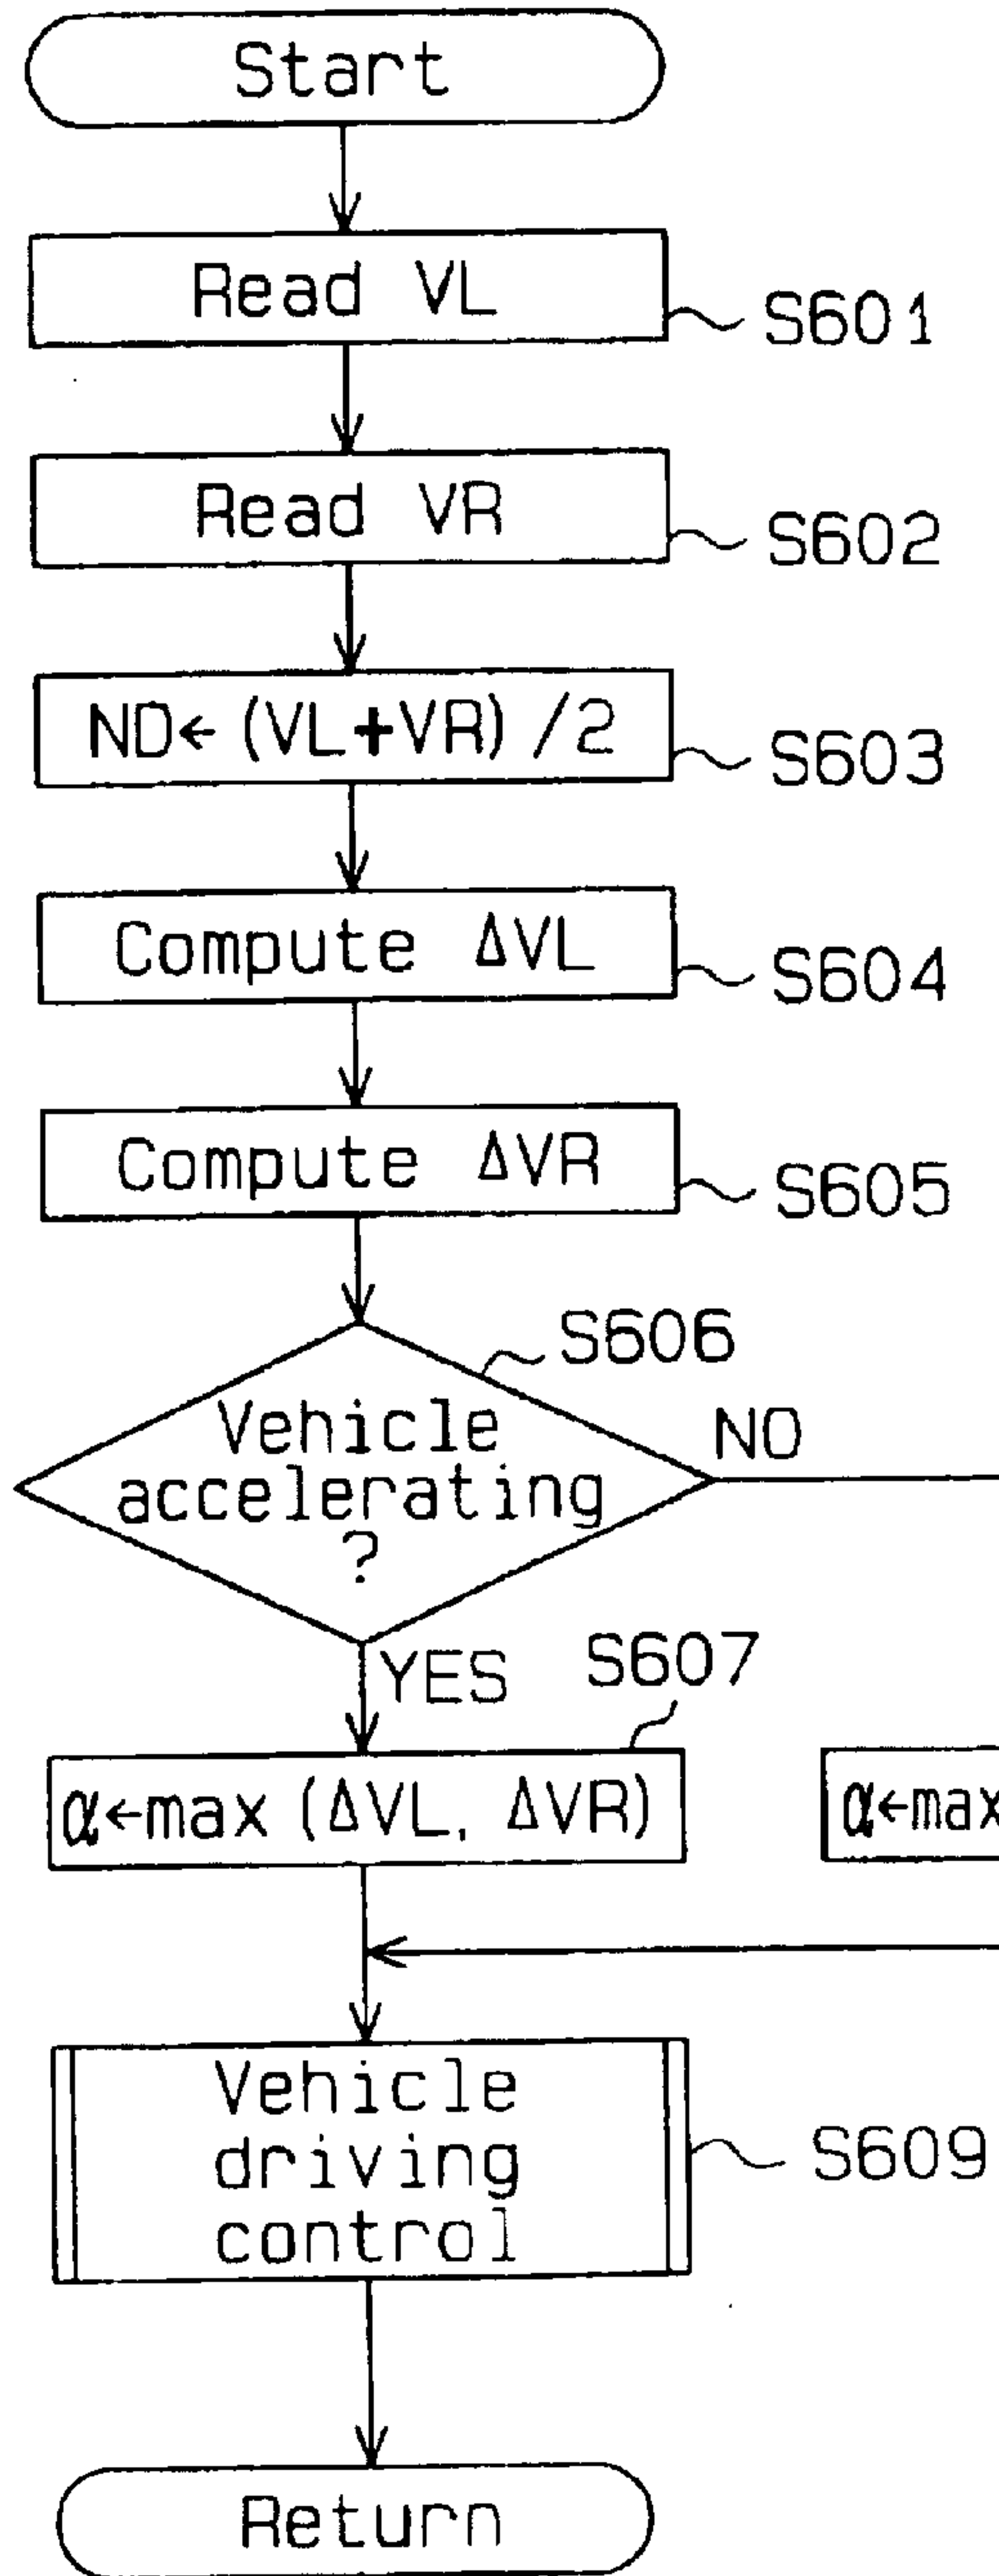 Start
Read VL
S601
Read VR
S602
ND← (VL+VR) /2
S603
Compute ΔVL
S604
Compute ΔVR
S605
S606
Vehicle
accelerating
?
NO
YES
S607
α←max (ΔVL, ΔVR)
α←max
Vehicle
driving
control
S609
Return